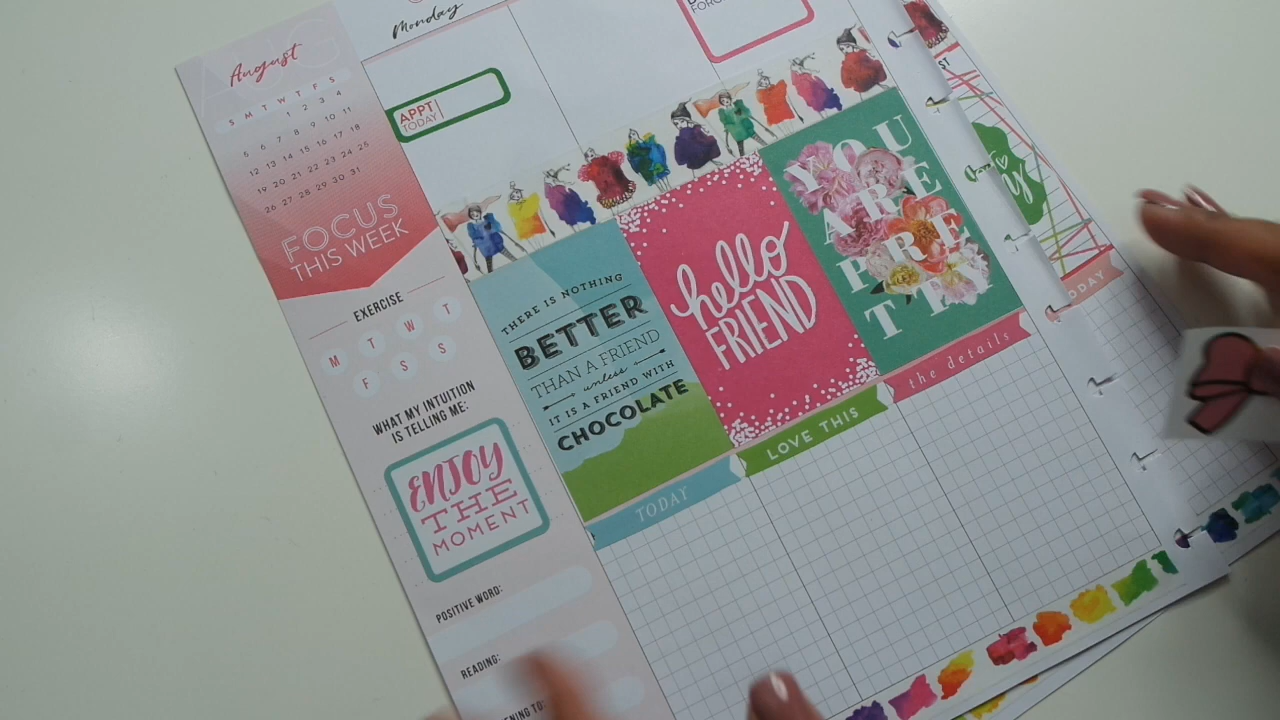 August
S M T W T F S
1 2 3 4
5 6 7 8 9 10 11
12 13 14 15 16 17 18
19 20 21 22 23 24 25
26 27 28 29 30 31
FOCUS
THIS WEEK
EXERCISE
M T W T
F S S
WHAT MY INTUITION
IS TELLING ME:
ENJOY
THE
MOMENT
POSITIVE WORD:
READING:
Monday
APPT
TODAY
THERE IS NOTHING
BETTER
THAN A FRIEND
unless
IT IS A FRIEND WITH
CHOCOLATE
TODAY
hello
FRIEND
LOVE THIS
YOU
ARE
PRE
TTY
the details